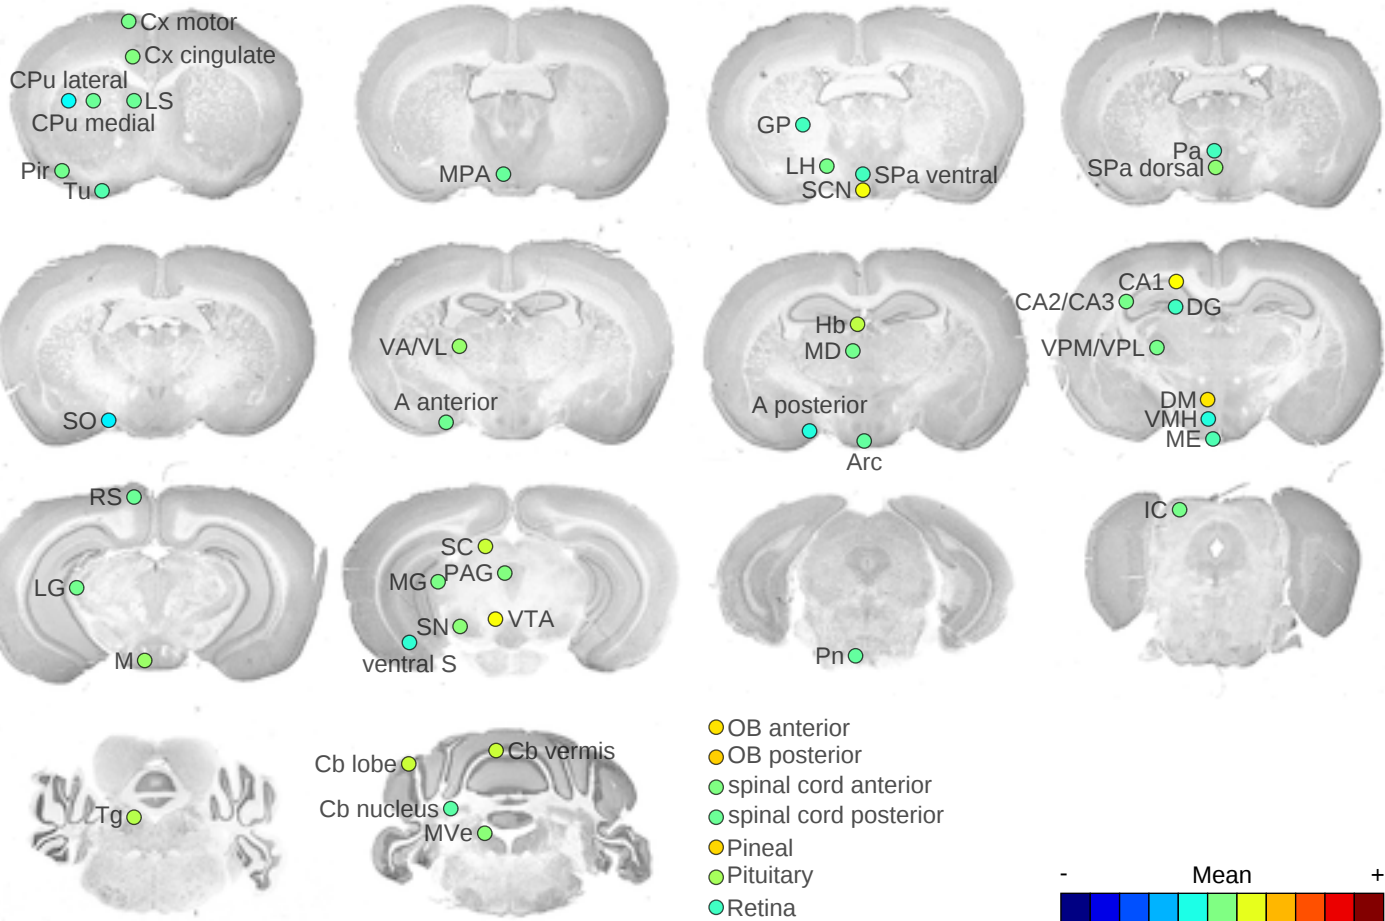 Cx motor
Cx cingulate
CPu lateral
LS
CPu medial
Pir
Tu
MPA
GP
LH
SPa ventral
SCN
Pa
SPa dorsal
SO
VA/VL
A anterior
Hb
MD
A posterior
Arc
CA1
CA2/CA3
DG
VPM/VPL
DM
VMH
ME
RS
LG
M
SC
PAG
MG
SN
VTA
ventral S
Pn
IC
Tg
Cb vermis
Cb lobe
Cb nucleus
MVe
OB anterior
OB posterior
spinal cord anterior
spinal cord posterior
Pineal
Pituitary
Retina
- Mean +